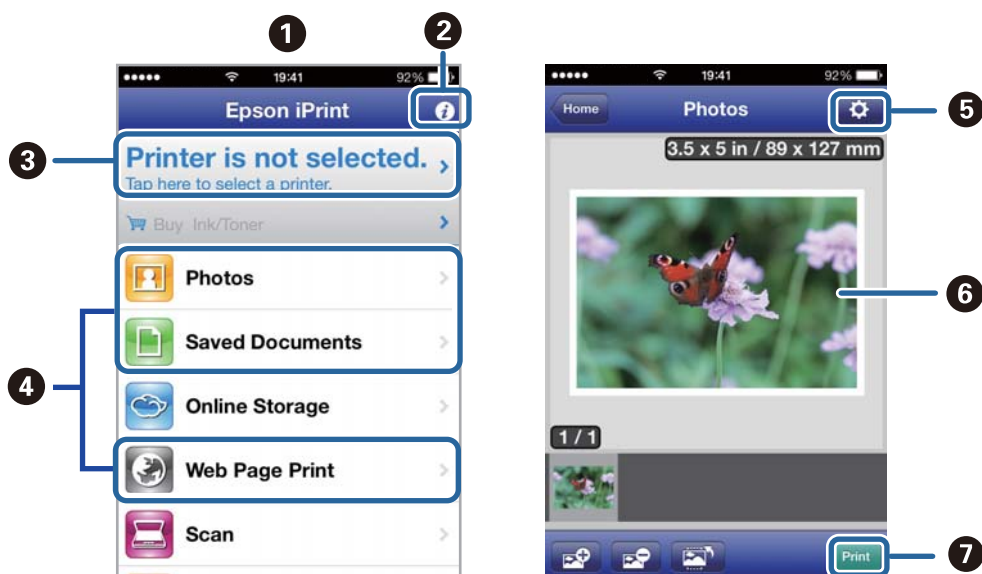 1
2
19:41
92%
Epson iPrint
3
Printer is not selected.
Tap here to select a printer.
Buy Ink/Toner
Photos
Saved Documents
4
Online Storage
Web Page Print
Scan
19:41
92%
Home
Photos
5
3.5 x 5 in / 89 x 127 mm
6
1 / 1
Print
7